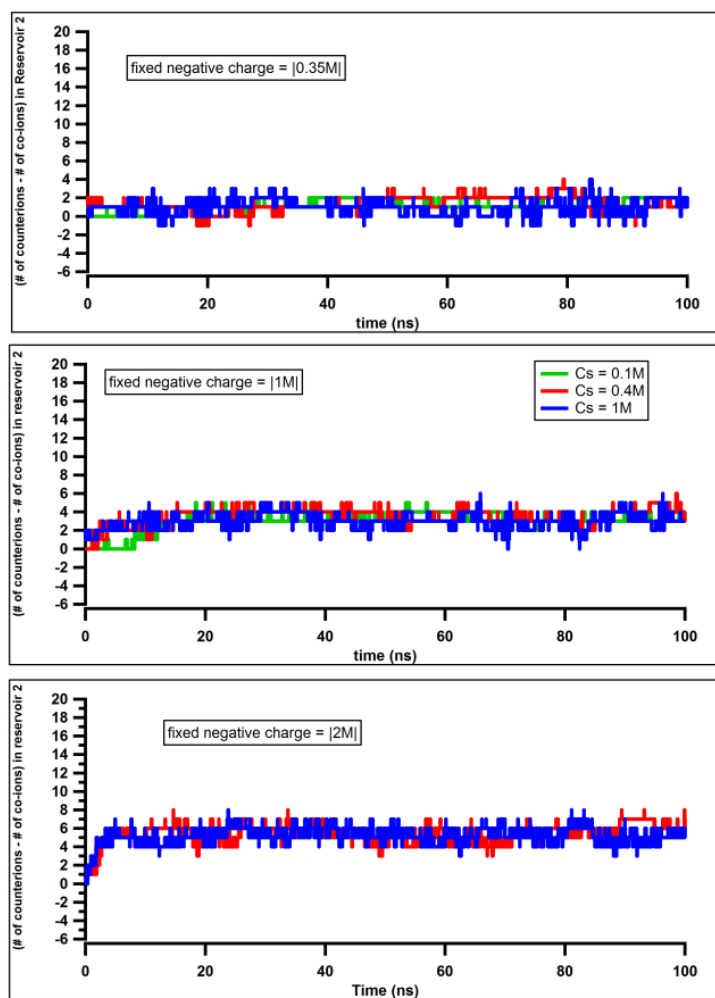 (# of counterions - # of co-ions) in Reservoir 2
20
18
16
14
12
10
8
6
4
2
0
-2
-4
-6
fixed negative charge = |0.35M|
0 20 40 60 80 100
time (ns)
(# of counterions - # of co-ions) in reservoir 2
20
18
16
14
12
10
8
6
4
2
0
-2
-4
-6
fixed negative charge = |1M|
Cs = 0.1M
Cs = 0.4M
Cs = 1M
0 20 40 60 80 100
time (ns)
(# of counterions - # of co-ions) in reservoir 2
20
18
16
14
12
10
8
6
4
2
0
-2
-4
-6
fixed negative charge = |2M|
0 20 40 60 80 100
Time (ns)